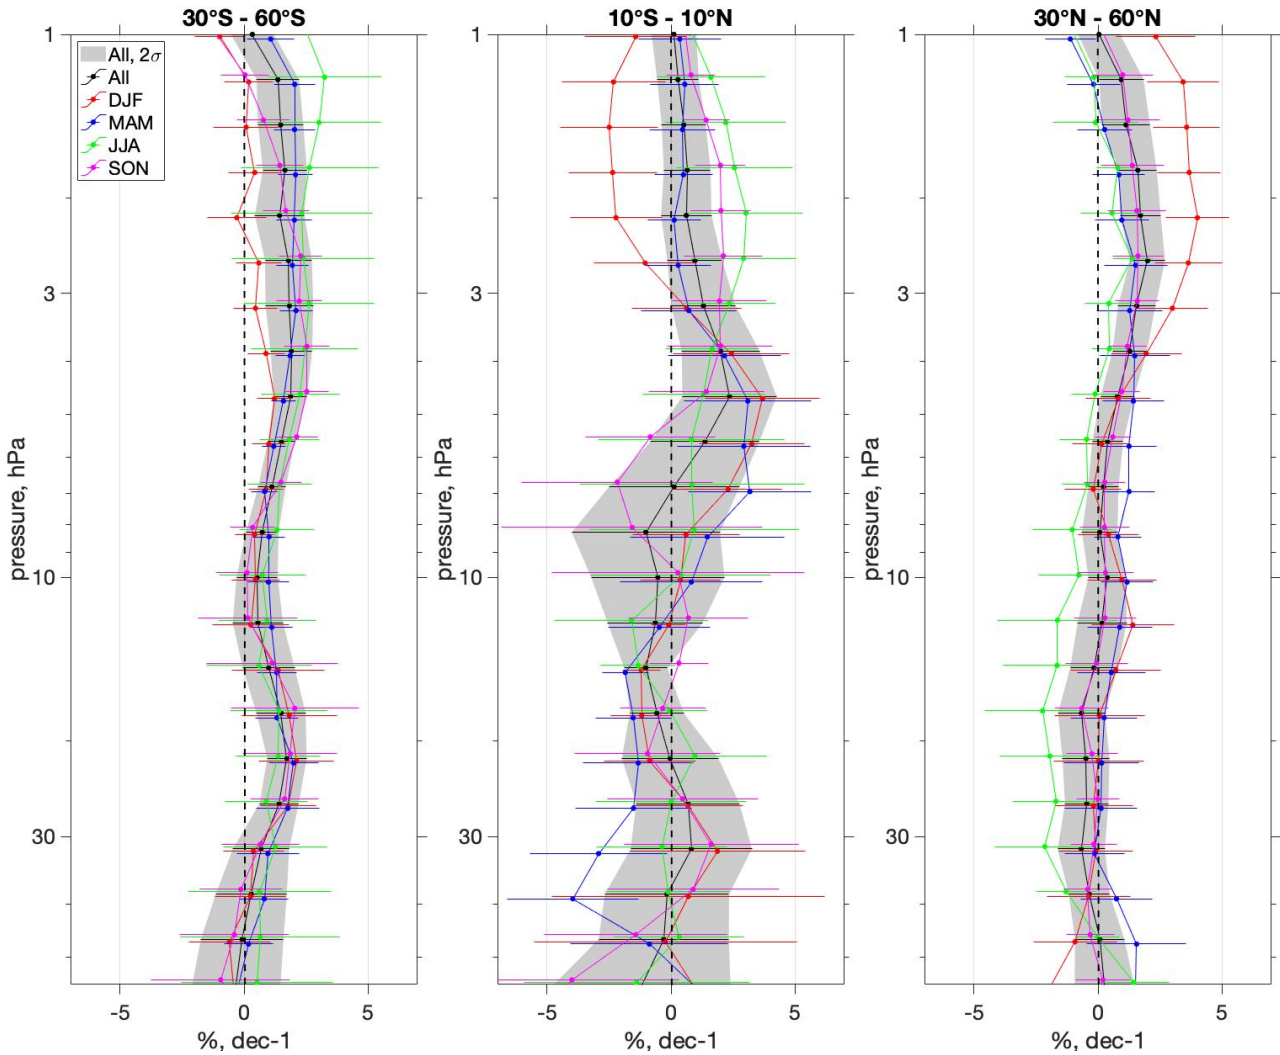 30°S - 60°S
10°S - 10°N
30°N - 60°N
All, 2σ
All
DJF
MAM
JJA
SON
1
3
10
30
pressure, hPa
-5
0
5
%, dec-1
1
3
10
30
pressure, hPa
-5
0
5
%, dec-1
1
3
10
30
pressure, hPa
-5
0
5
%, dec-1